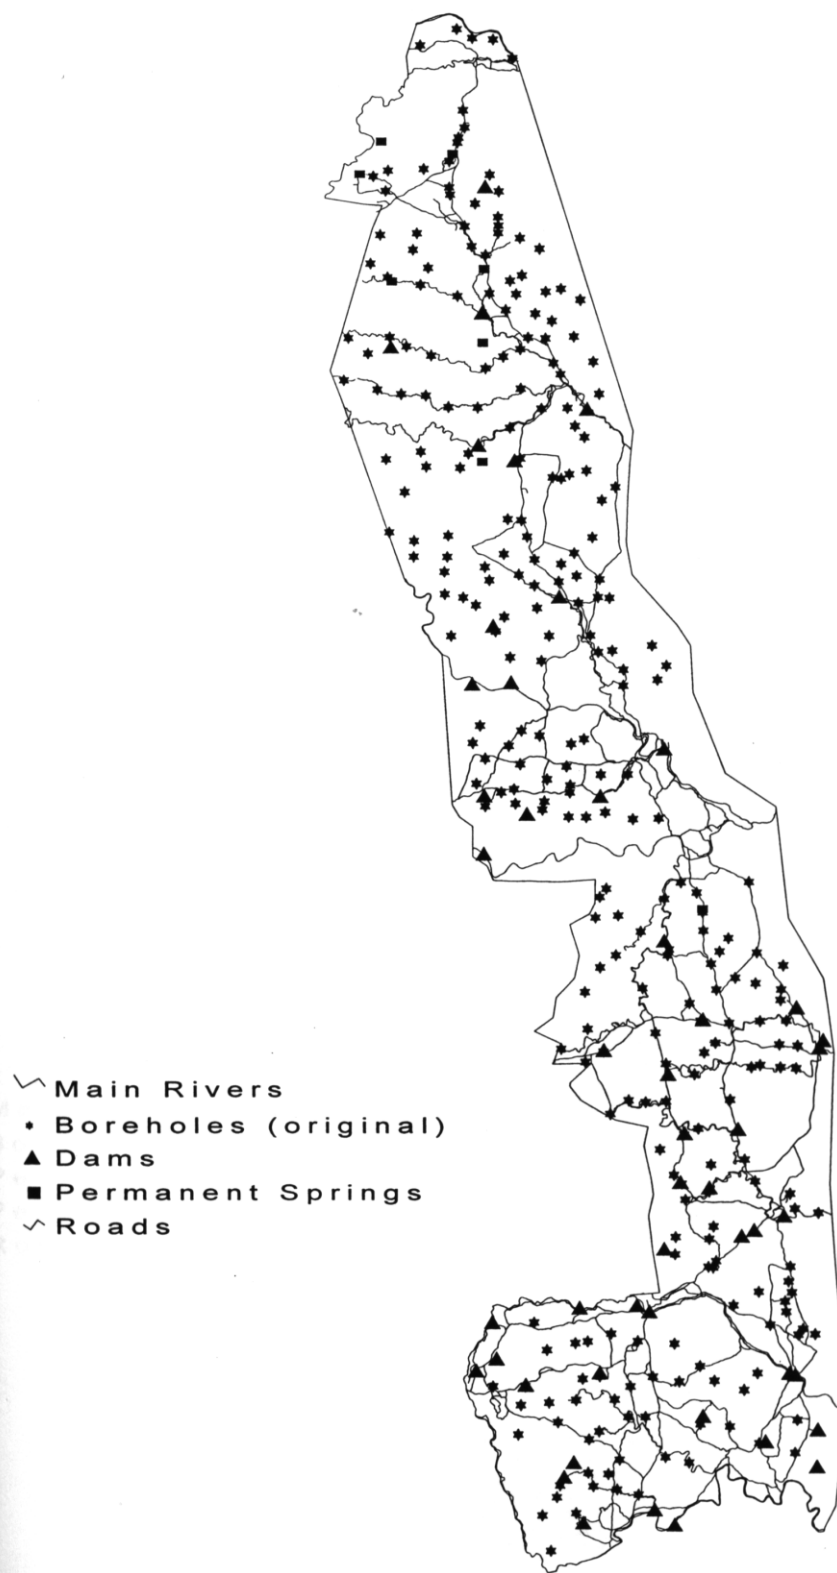 Main Rivers
Boreholes (original)
Dams
Permanent Springs
Roads